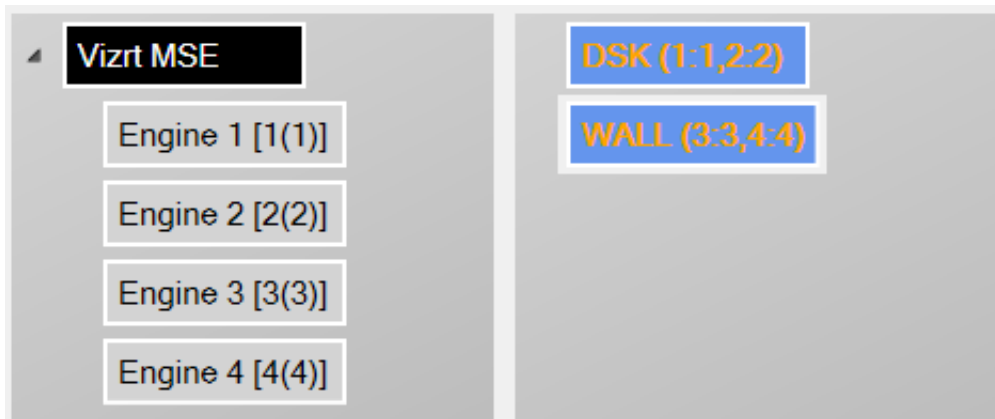 Vizrt MSE
Engine 1 [1(1)]
Engine 2 [2(2)]
Engine 3 [3(3)]
Engine 4 [4(4)]
DSK (1:1,2:2)
WALL (3:3,4:4)